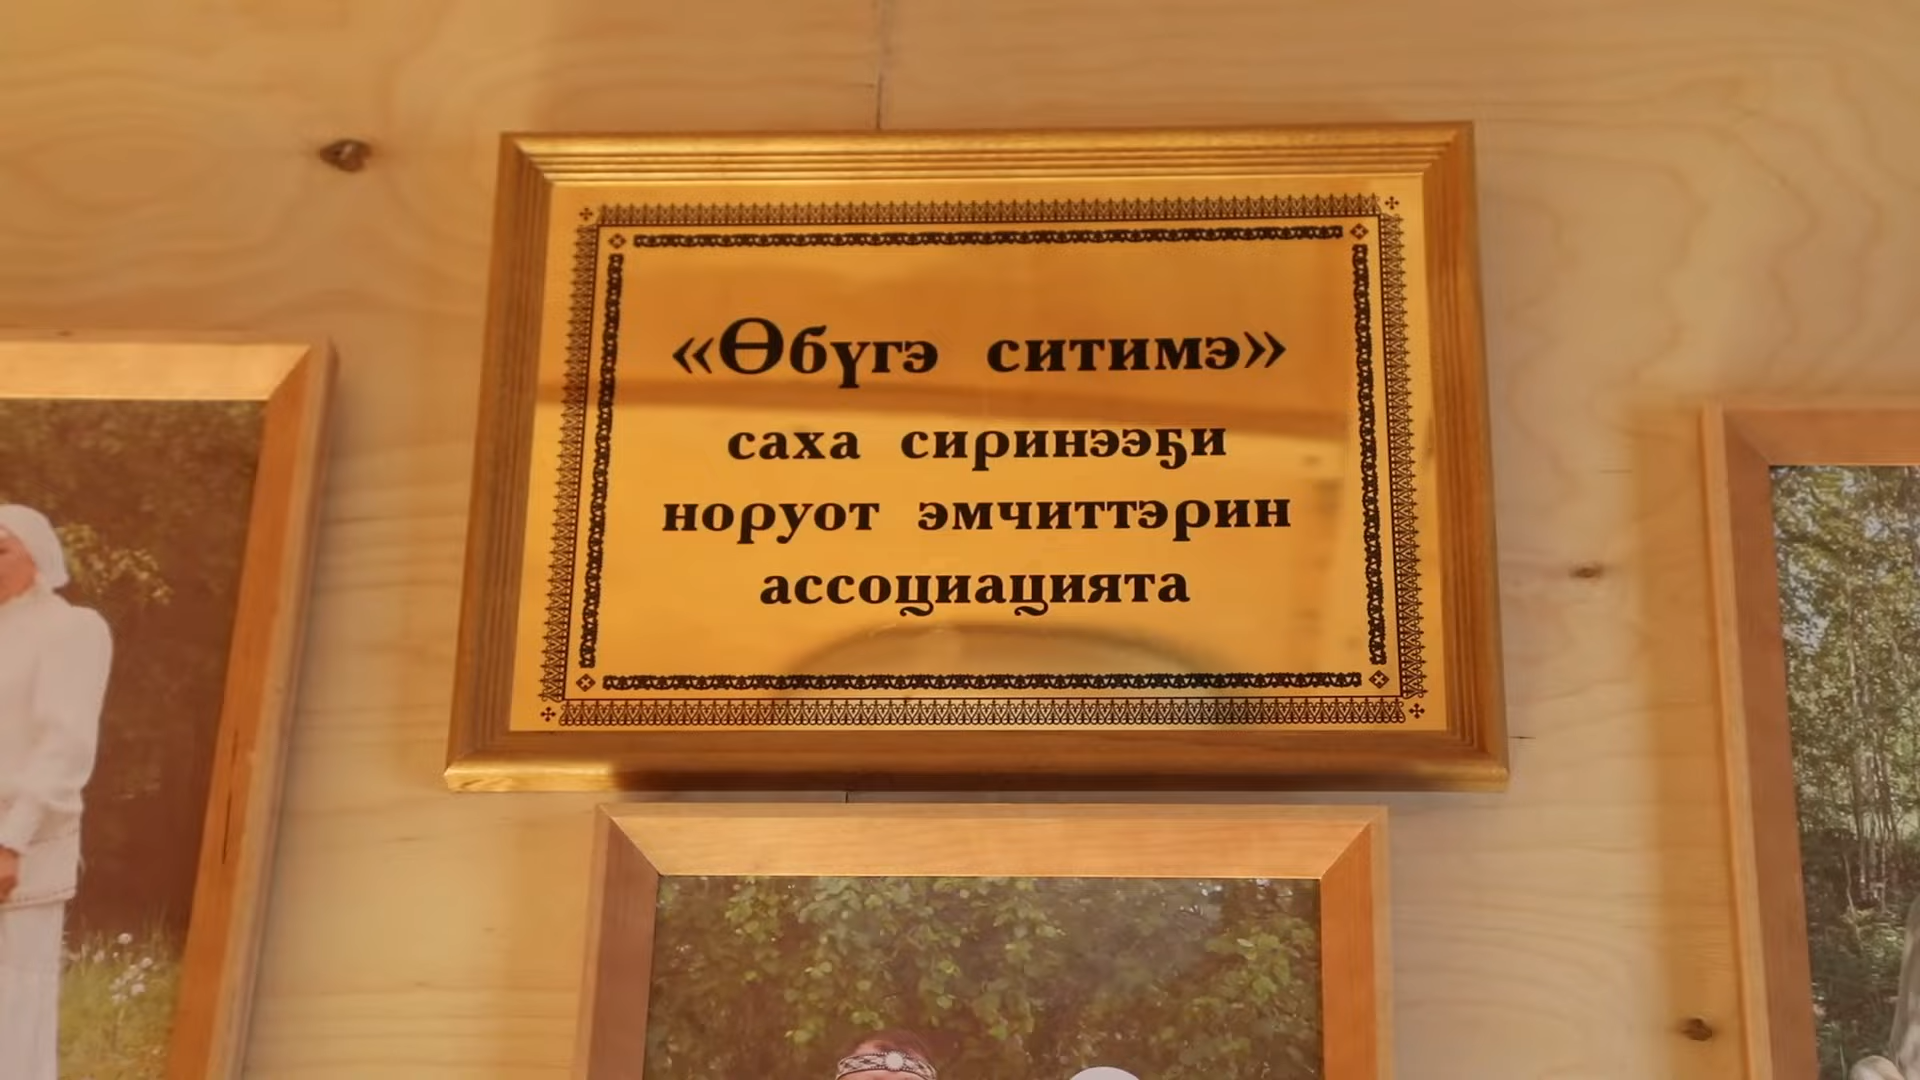 «Өбүгэ ситимэ»
саха сиринээҕи
норуот эмчиттэрин
ассоциацията